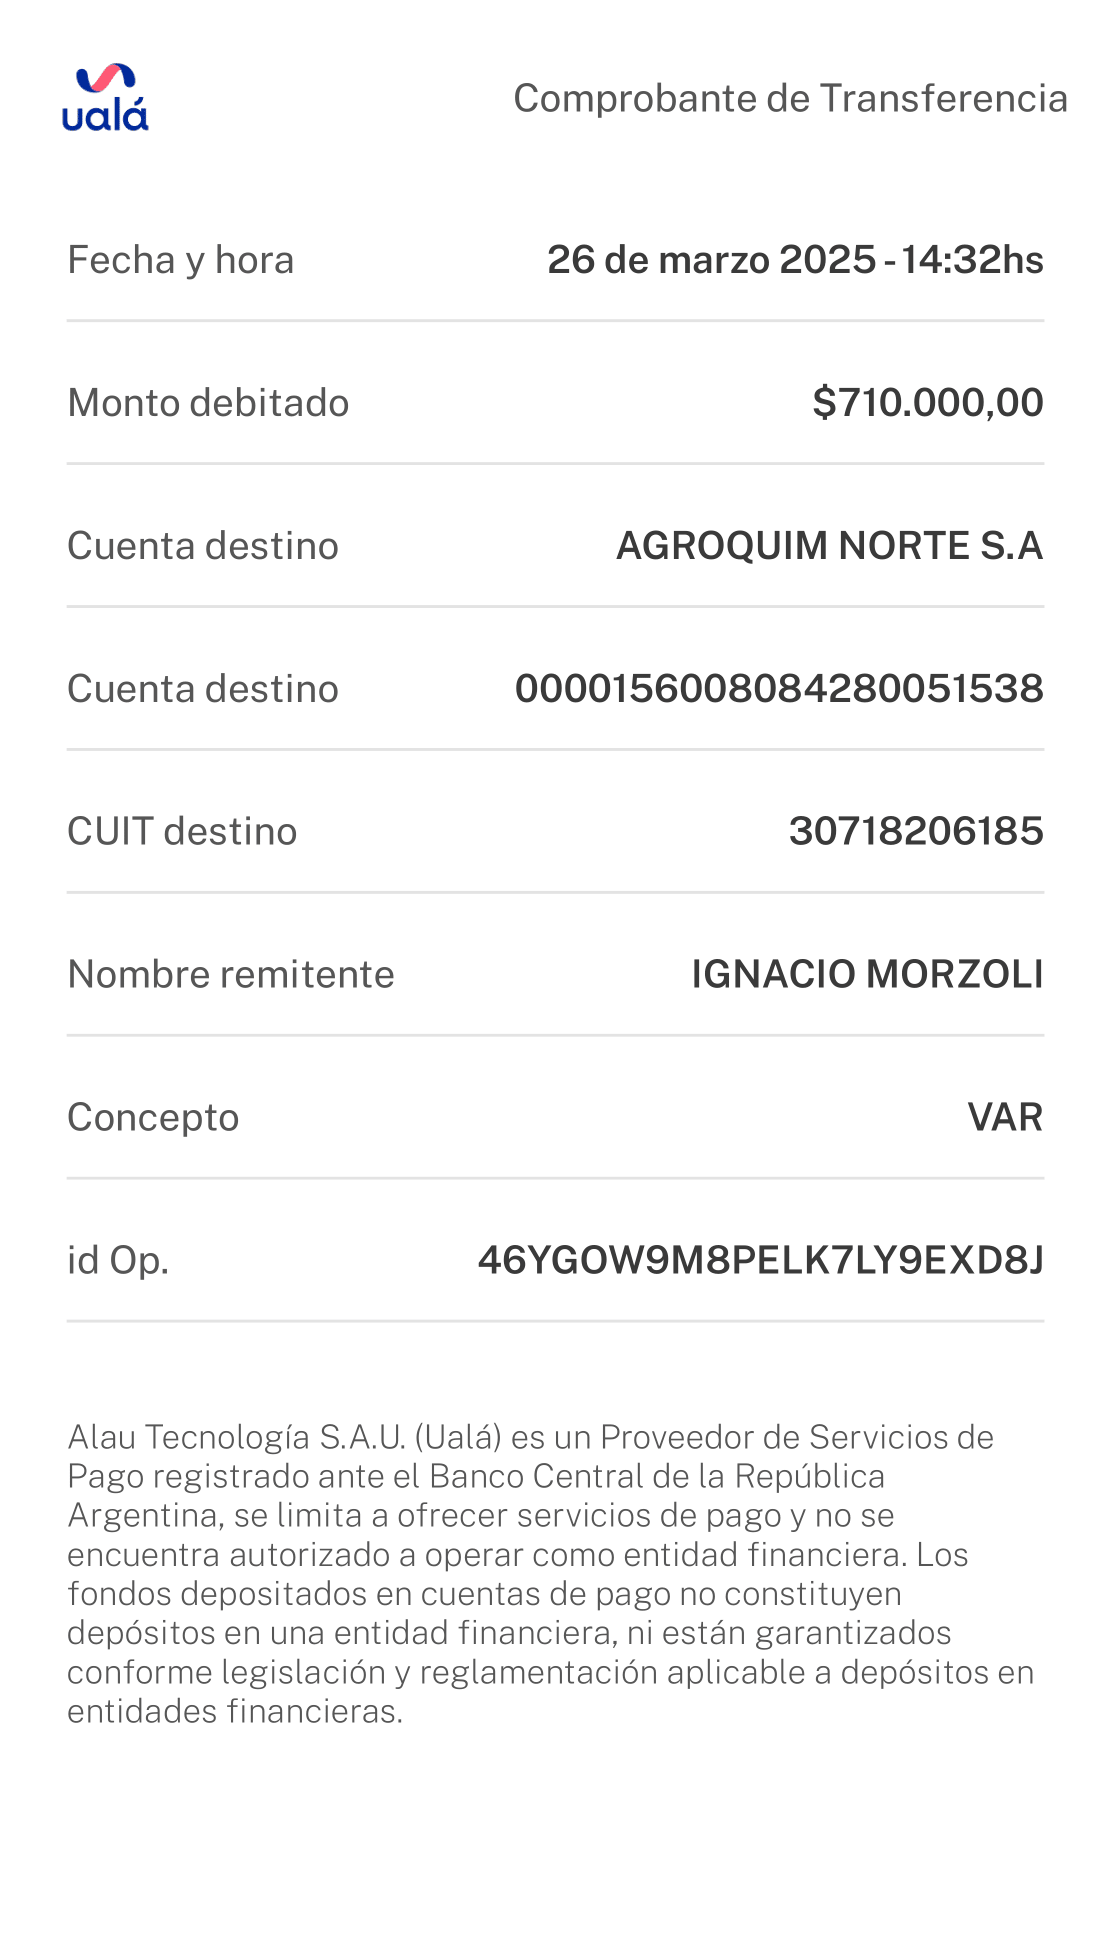 ualá
Comprobante de Transferencia
Fecha y hora 26 de marzo 2025 - 14:32hs
Monto debitado $710.000,00
Cuenta destino AGROQUIM NORTE S.A
Cuenta destino 0000156008084280051538
CUIT destino 30718206185
Nombre remitente IGNACIO MORZOLI
Concepto VAR
id Op. 46YGOW9M8PELK7LY9EXD8J
Alau Tecnología S.A.U. (Ualá) es un Proveedor de Servicios de
Pago registrado ante el Banco Central de la República
Argentina, se limita a ofrecer servicios de pago y no se
encuentra autorizado a operar como entidad financiera. Los
fondos depositados en cuentas de pago no constituyen
depósitos en una entidad financiera, ni están garantizados
conforme legislación y reglamentación aplicable a depósitos en
entidades financieras.